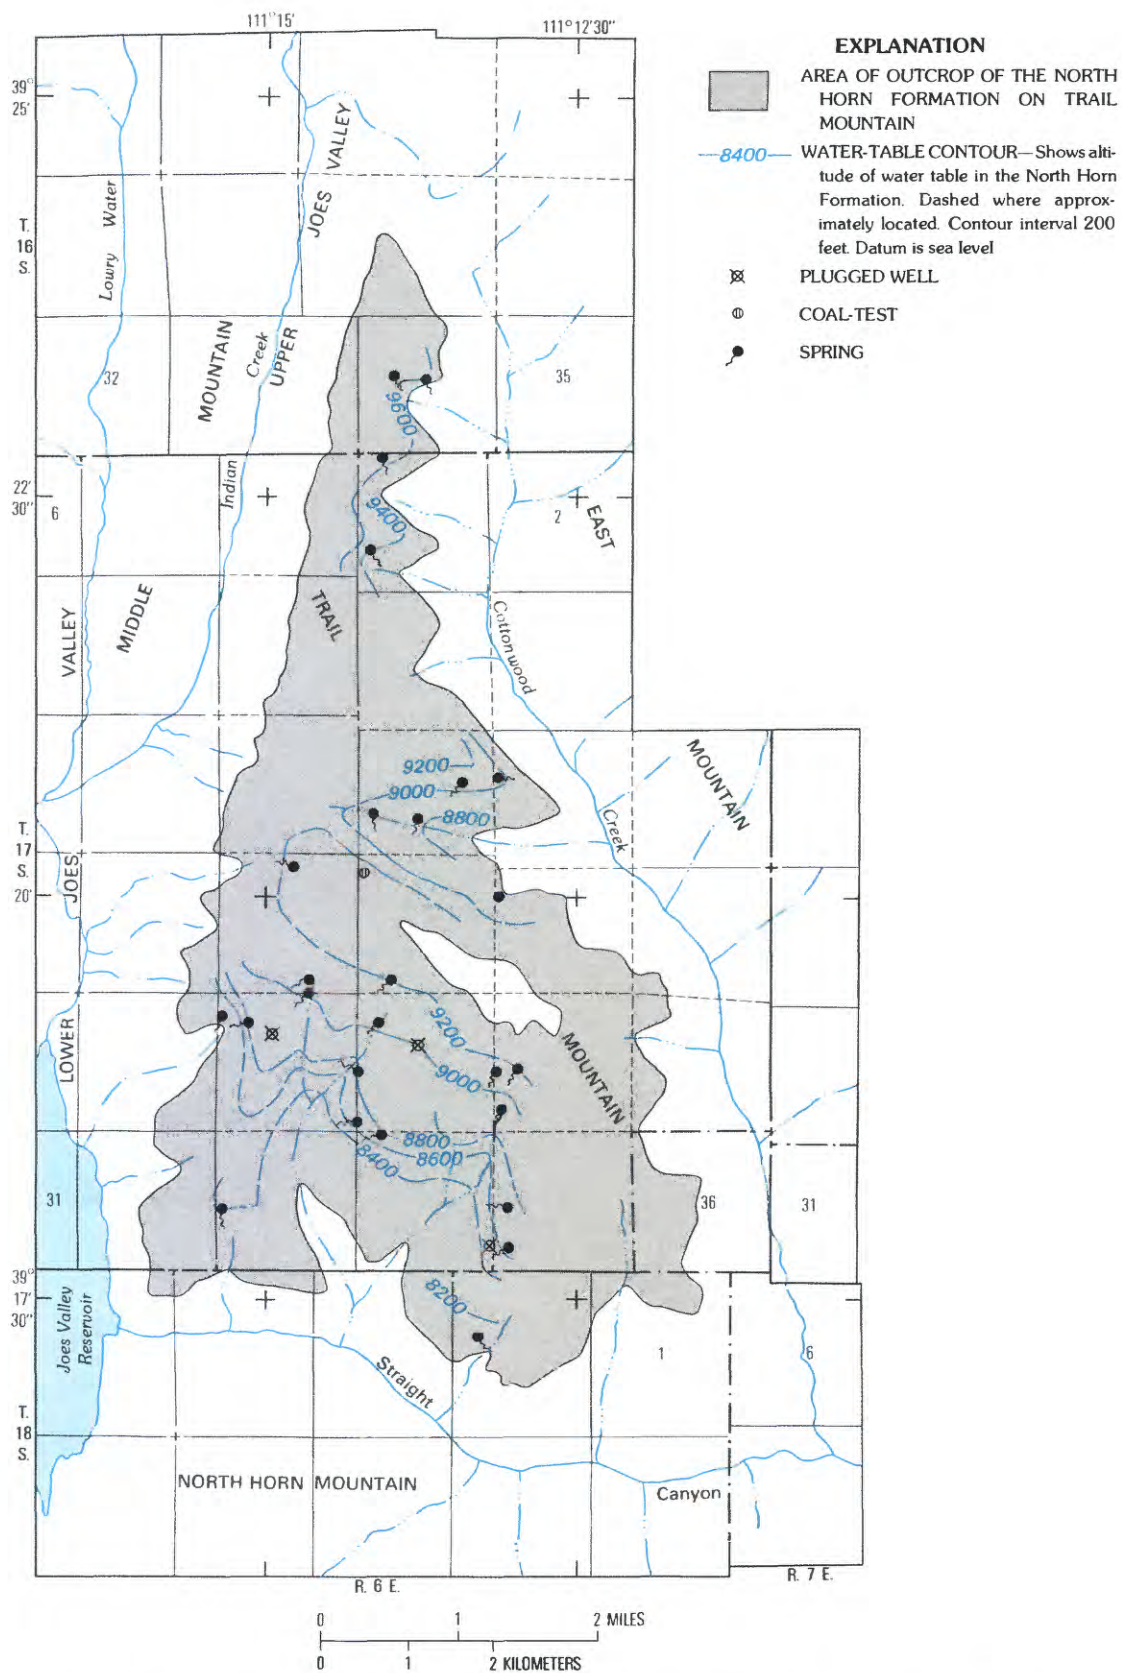 111°15'
111°12'30"
EXPLANATION
AREA OF OUTCROP OF THE NORTH
HORN FORMATION ON TRAIL
MOUNTAIN
8400
WATER-TABLE CONTOUR—Shows alti-
tude of water table in the North Horn
Formation. Dashed where approx-
imately located. Contour interval 200
feet. Datum is sea level
PLUGGED WELL
COAL-TEST
SPRING
39°
25'
T.
16
S.
Lowry Water
JOES VALLEY
UPPER
MOUNTAIN
Indian Creek
32
35
9600
22'
30"
6
2
9400
EAST
VALLEY
MIDDLE
TRAIL
Cottonwood
MOUNTAIN
9200
9000
8800
Creek
T.
17
S.
20'
JOES
LOWER
9200
9000
MOUNTAIN
8800
8600
8400
31
36
31
39°
17'
30"
8200
Joes Valley
Reservoir
Straight
1
6
T.
18
S.
NORTH HORN MOUNTAIN
Canyon
R. 6 E.
R. 7 E.
0 1 2 MILES
0 1 2 KILOMETERS